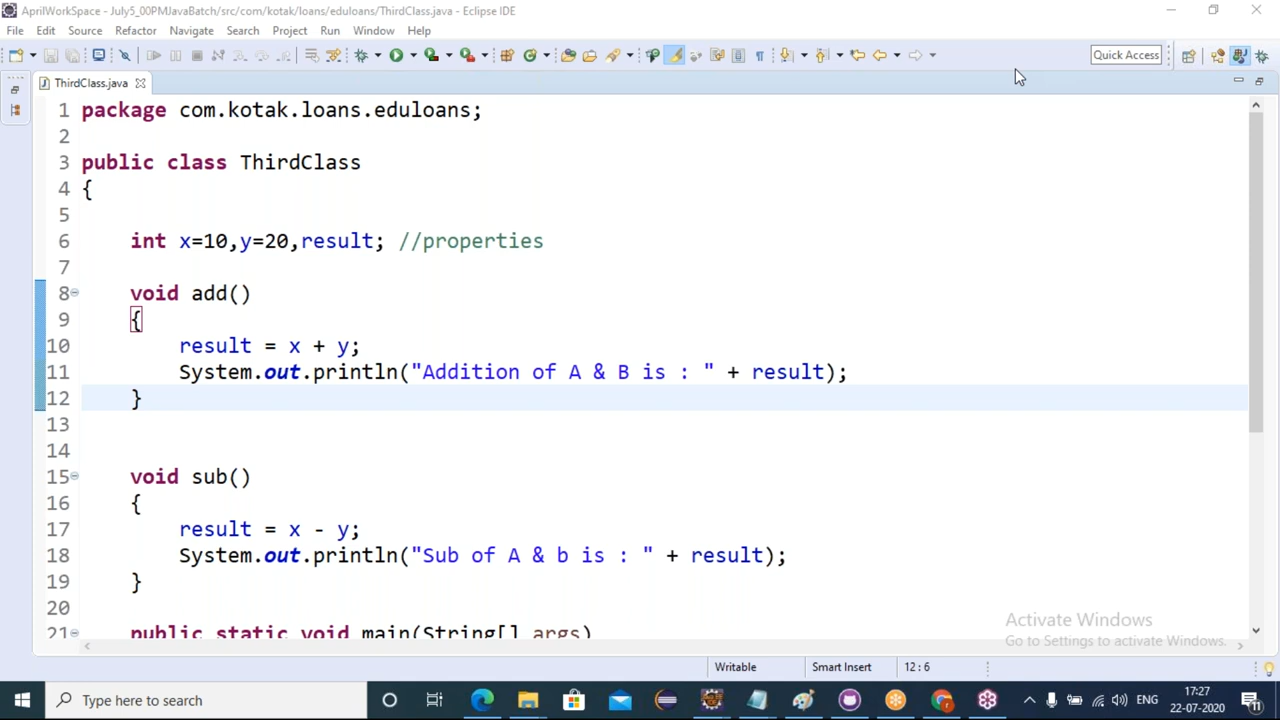 AprilWorkSpace - July5_00PMJavaBatch/src/com/kotak/loans/eduloans/ThirdClass.java - Eclipse IDE
File Edit Source Refactor Navigate Search Project Run Window Help
Quick Access
ThirdClass.java
1 package com.kotak.loans.eduloans;
2
3 public class ThirdClass
4 {
5
6 int x=10,y=20,result; //properties
7
8 void add()
9 {
10 result = x + y;
11 System.out.println("Addition of A & B is : " + result);
12 }
13
14
15 void sub()
16 {
17 result = x - y;
18 System.out.println("Sub of A & b is : " + result);
19 }
20
21 public static void main(String[] args)
Activate Windows
Go to Settings to activate Windows.
Writable Smart Insert 12 : 6
Type here to search
ENG
17:27
22-07-2020
11